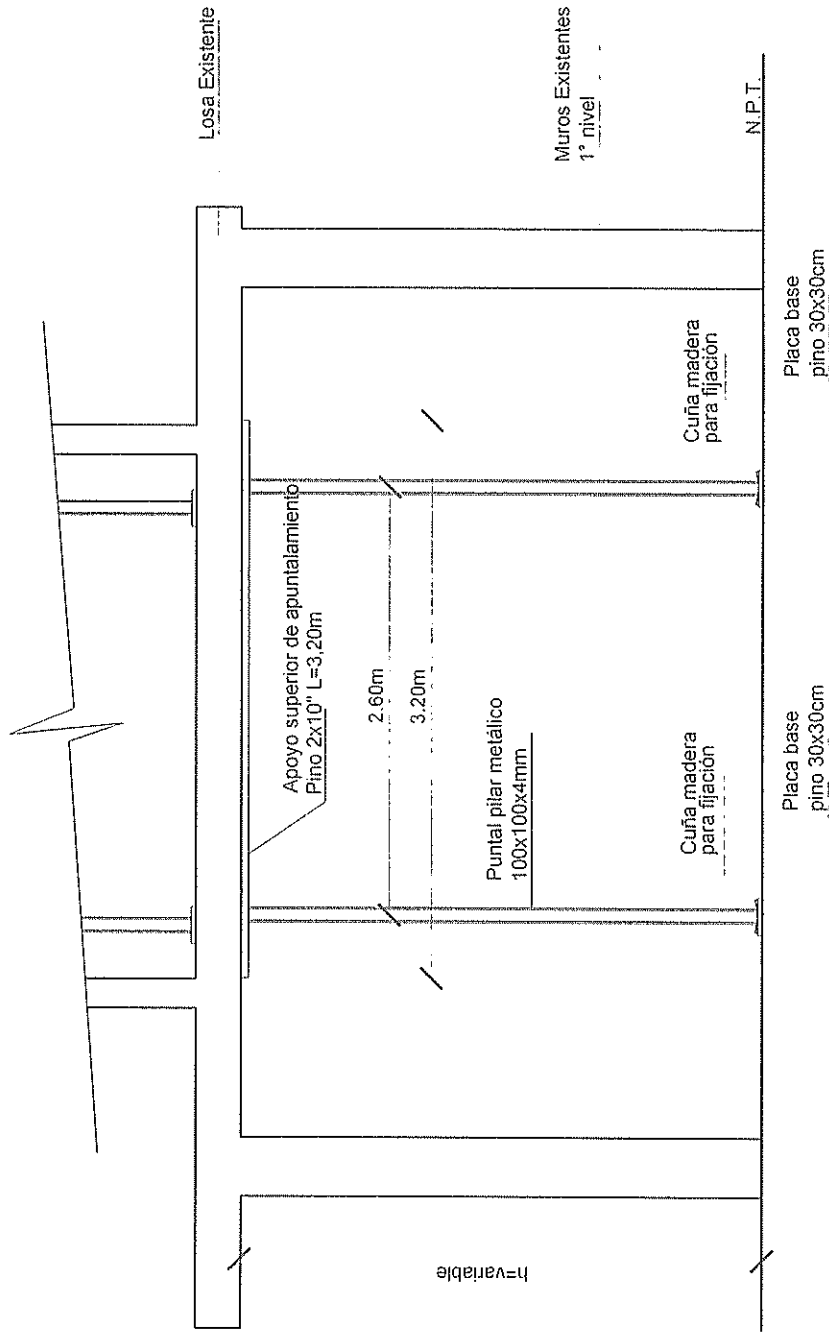 Losa Existente
Muros Existentes
1° nivel
N.P.T.
Apoyo superior de apuntalamiento
Pino 2x10" L=3,20m
2.60m
3.20m
Puntal pilar metálico
100x100x4mm
Cuña madera
para fijación
Cuña madera
para fijación
Placa base
pino 30x30cm
Placa base
pino 30x30cm
h=variable